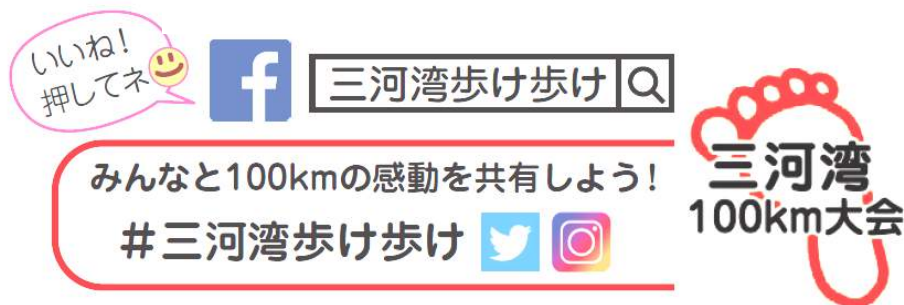 いいね!
押してネ
f
三河湾歩け歩け
みんなと100kmの感動を共有しよう!
#三河湾歩け歩け
三河湾
100km大会